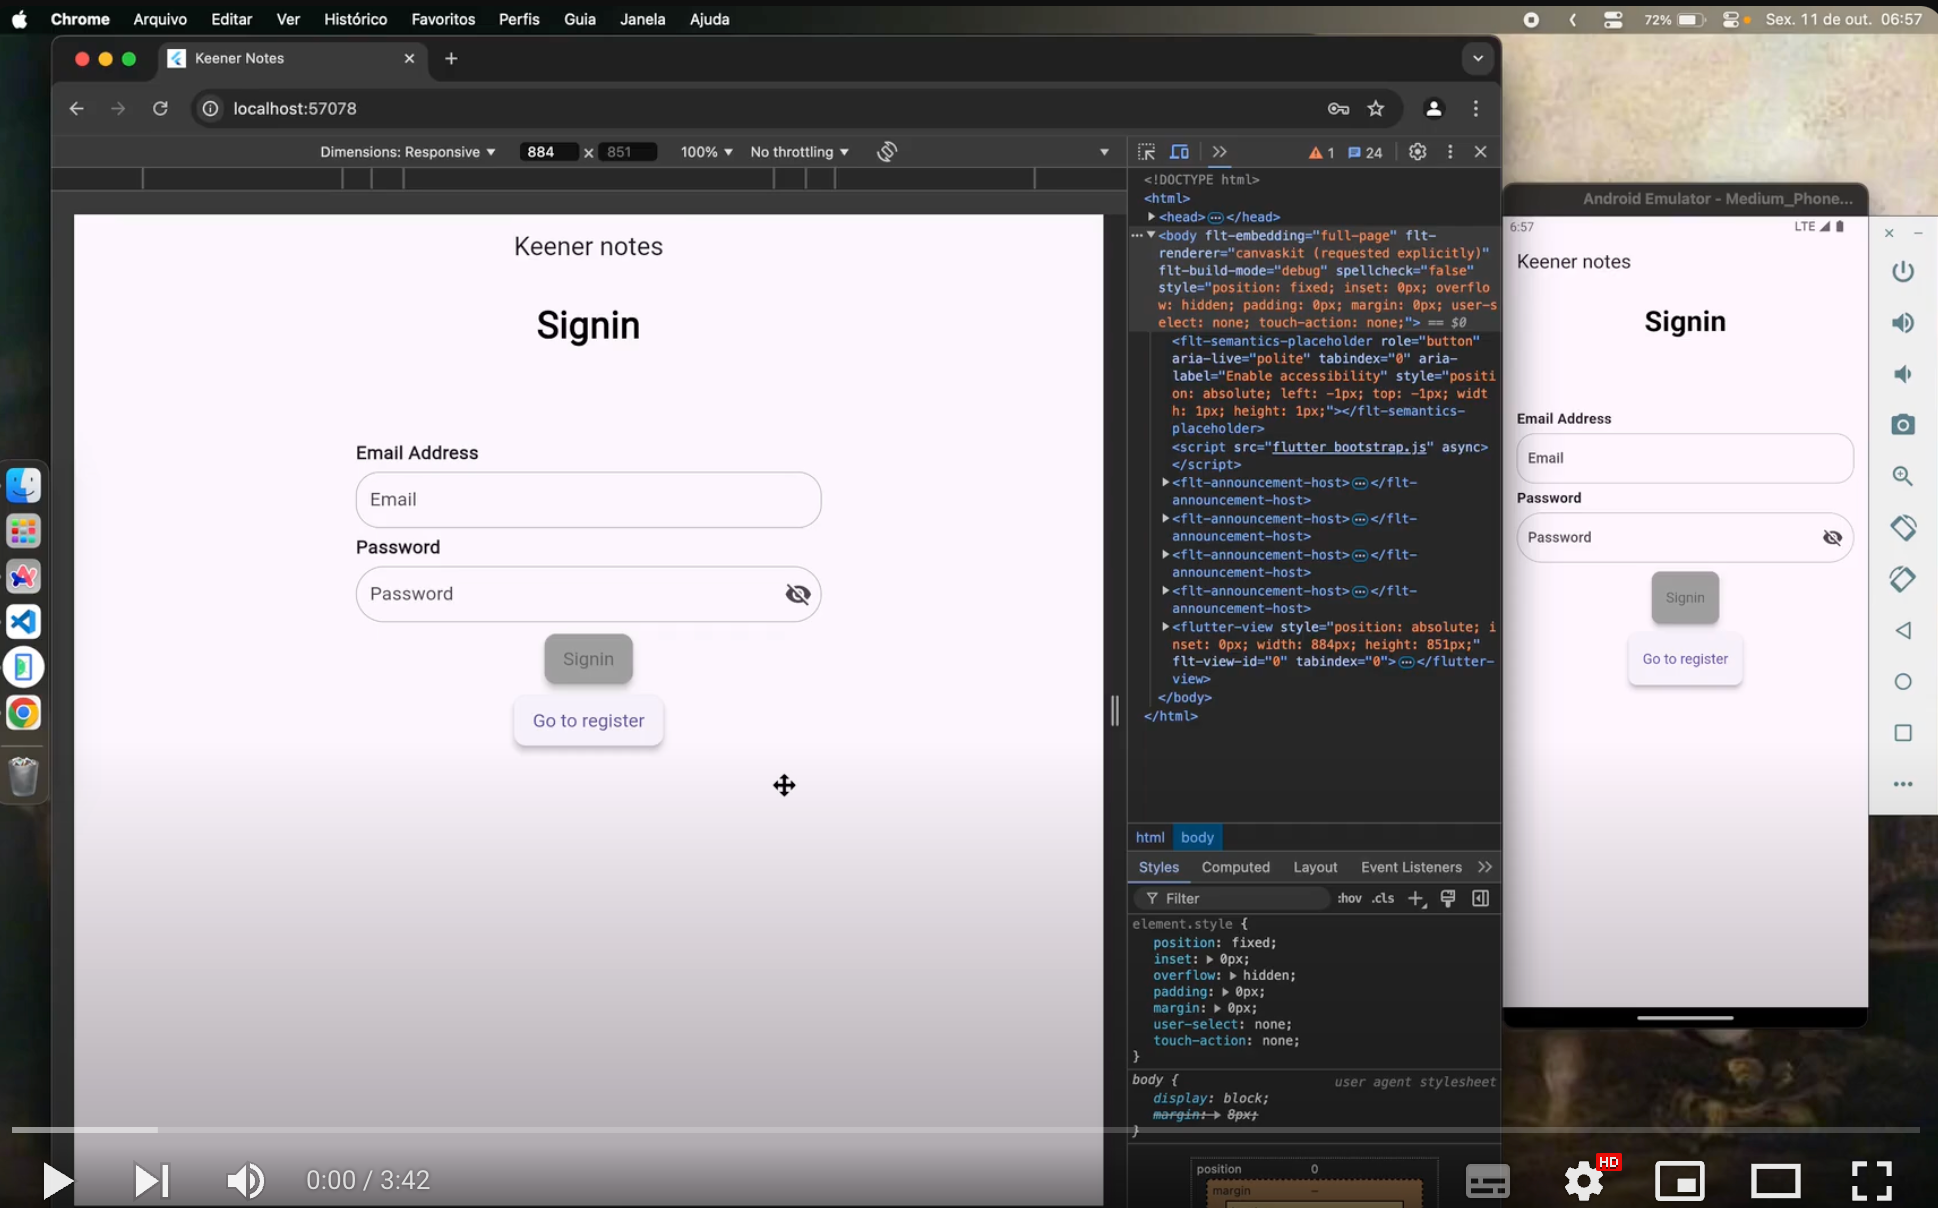 Chrome Arquivo Editar Ver Histórico Favoritos Perfis Guia Janela Ajuda 72% Sex. 11 de out. 06:57
Keener Notes
localhost:57078
Dimensions: Responsive 884 x 851 100% No throttling
1 24
Keener notes
Signin
Email Address
Email
Password
Password
Signin
Go to register
<!DOCTYPE html>
<html>
<head> </head>
<body flt-embedding="full-page" flt-
renderer="canvaskit (requested explicitly)"
flt-build-mode="debug" spellcheck="false"
style="position: fixed; inset: 0px; overflo
w: hidden; padding: 0px; margin: 0px; user-s
elect: none; touch-action: none;"> == $0
<flt-semantics-placeholder role="button"
aria-live="polite" tabindex="0" aria-
label="Enable accessibility" style="positi
on: absolute; left: -1px; top: -1px; widt
h: 1px; height: 1px;"></flt-semantics-
placeholder>
<script src="flutter_bootstrap.js" async>
</script>
<flt-announcement-host> </flt-
announcement-host>
<flt-announcement-host> </flt-
announcement-host>
<flt-announcement-host> </flt-
announcement-host>
<flt-announcement-host> </flt-
announcement-host>
<flutter-view style="position: absolute; i
nset: 0px; width: 884px; height: 851px;"
flt-view-id="0" tabindex="0"> </flutter-
view>
</body>
</html>
html body
Styles Computed Layout Event Listeners
Filter :hov .cls
element.style {
position: fixed;
inset: 0px;
overflow: hidden;
padding: 0px;
margin: 0px;
user-select: none;
touch-action: none;
}
body { user agent stylesheet
display: block;
margin: 8px;
}
position 0
margin –
Android Emulator - Medium_Phone...
6:57 LTE
Keener notes
Signin
Email Address
Email
Password
Password
Signin
Go to register
0:00 / 3:42
HD